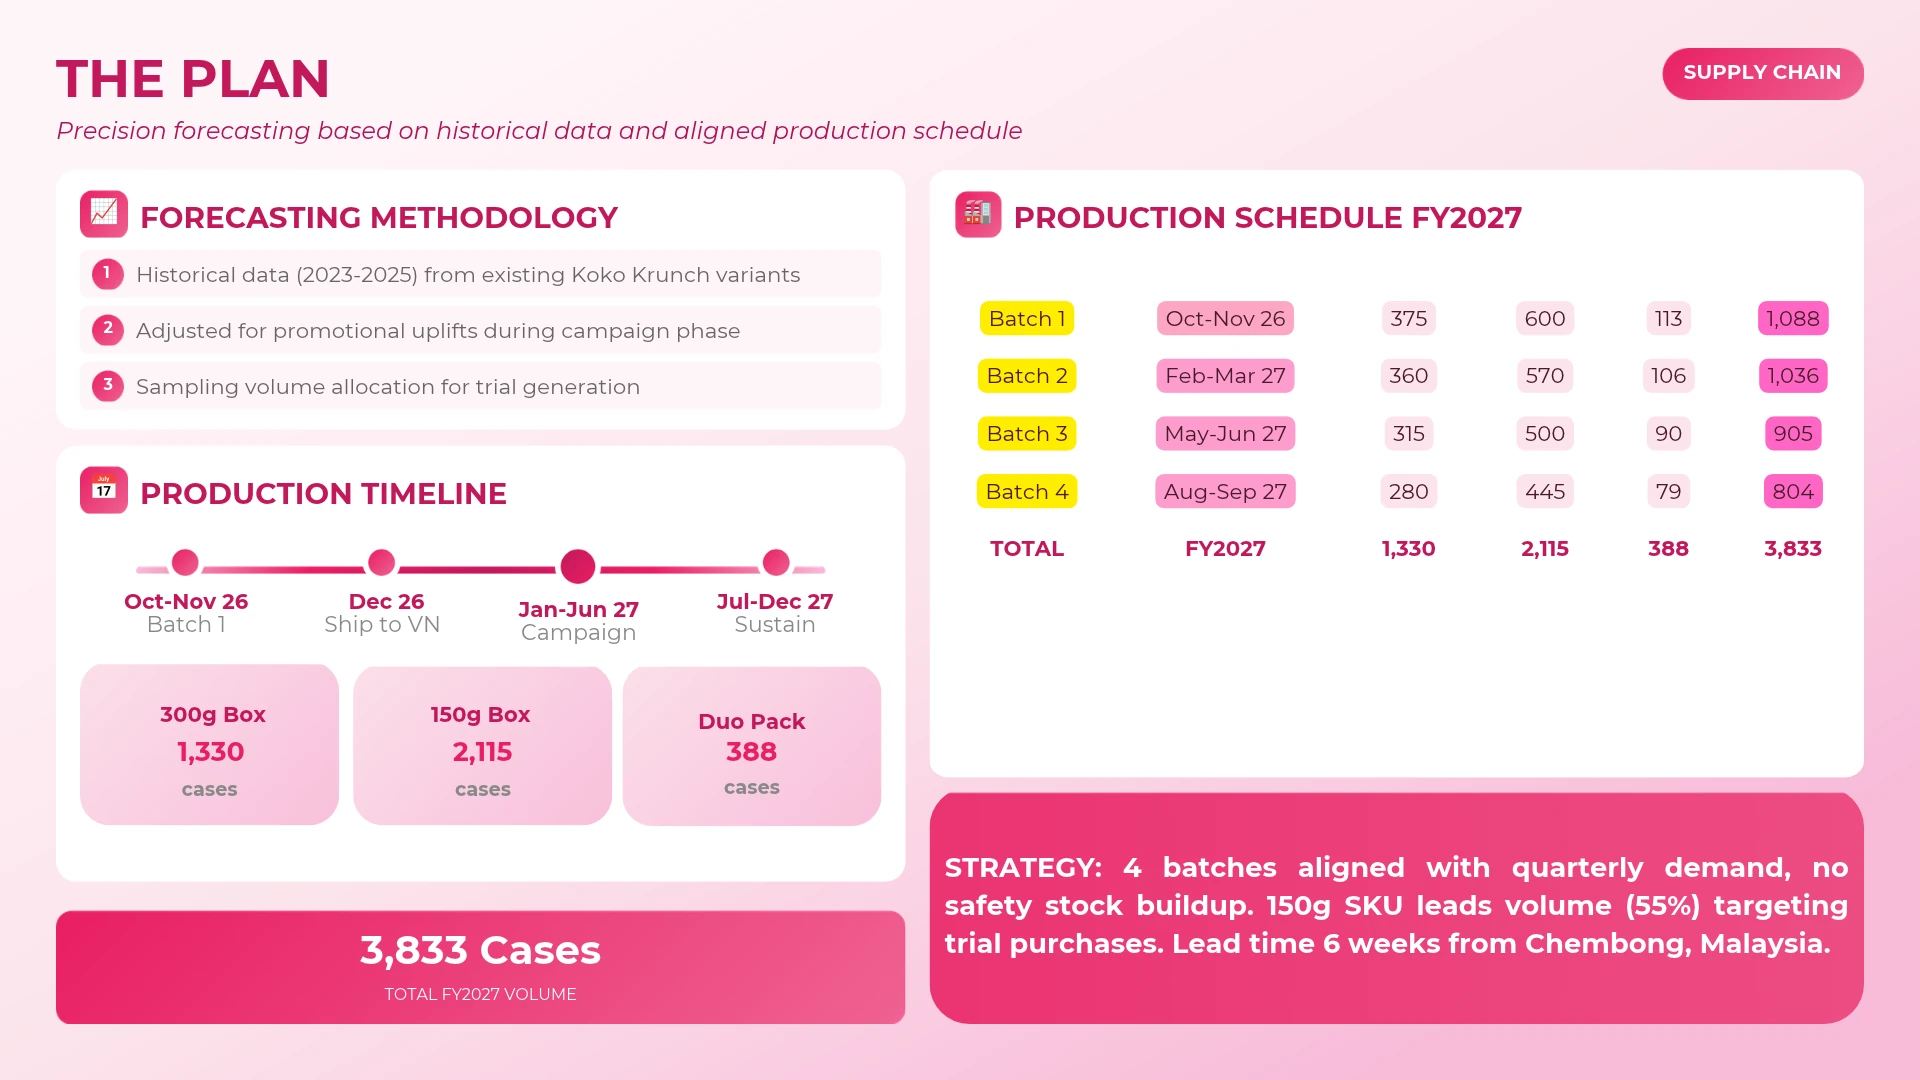 THE PLAN
SUPPLY CHAIN
Precision forecasting based on historical data and aligned production schedule
FORECASTING METHODOLOGY
1 Historical data (2023-2025) from existing Koko Krunch variants
2 Adjusted for promotional uplifts during campaign phase
3 Sampling volume allocation for trial generation
July
17
PRODUCTION TIMELINE
Oct-Nov 26
Batch 1
Dec 26
Ship to VN
Jan-Jun 27
Campaign
Jul-Dec 27
Sustain
300g Box
1,330
cases
150g Box
2,115
cases
Duo Pack
388
cases
3,833 Cases
TOTAL FY2027 VOLUME
PRODUCTION SCHEDULE FY2027
Batch 1 Oct-Nov 26 375 600 113 1,088
Batch 2 Feb-Mar 27 360 570 106 1,036
Batch 3 May-Jun 27 315 500 90 905
Batch 4 Aug-Sep 27 280 445 79 804
TOTAL FY2027 1,330 2,115 388 3,833
STRATEGY: 4 batches aligned with quarterly demand, no
safety stock buildup. 150g SKU leads volume (55%) targeting
trial purchases. Lead time 6 weeks from Chembong, Malaysia.